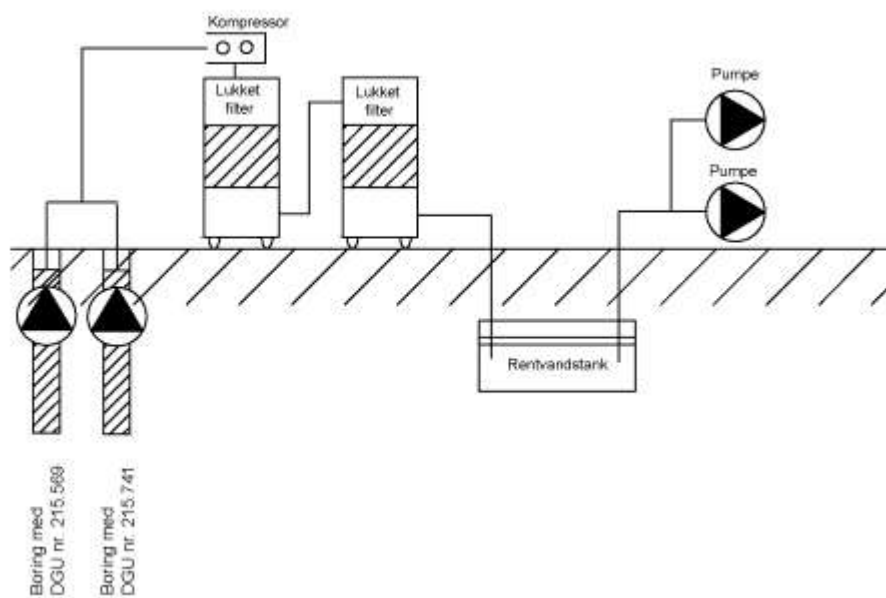 Kompressor
Lukket
filter
Lukket
filter
Pumpe
Pumpe
Rentvandstank
Boring med
DGU nr. 215.569
Boring med
DGU nr. 215.741